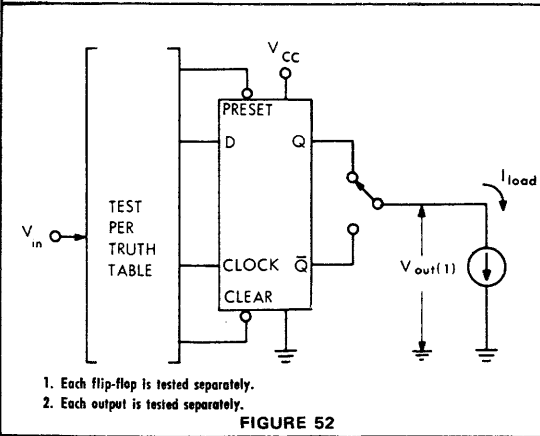 V CC
PRESET
D
Q
TEST
PER
TRUTH
TABLE
V in
I load
CLOCK
Q̅
V out(1)
CLEAR
1. Each flip-flop is tested separately.
2. Each output is tested separately.
FIGURE 52